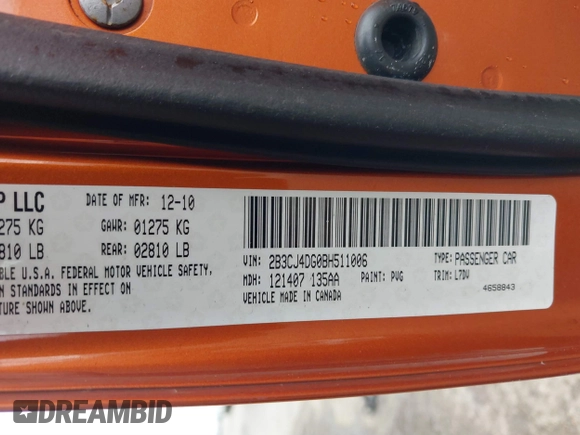 EAGLE
P LLC
DATE OF MFR: 12-10
275 KG GAWR: 01275 KG
810 LB REAR: 02810 LB
BLE U.S.A. FEDERAL MOTOR VEHICLE SAFETY,
N STANDARDS IN EFFECT ON
TURE SHOWN ABOVE.
VIN: 2B3CJ4DG0BH511006
TYPE: PASSENGER CAR
MDH: 121407 135AA PAINT: PVG TRIM: L7DV
VEHICLE MADE IN CANADA
4658843
DREAMBID